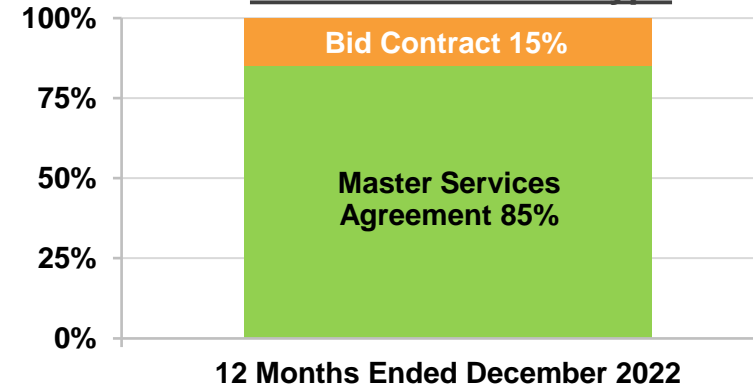 100%
Bid Contract 15%
75%
50%
Master Services
Agreement 85%
25%
0%
12 Months Ended December 2022